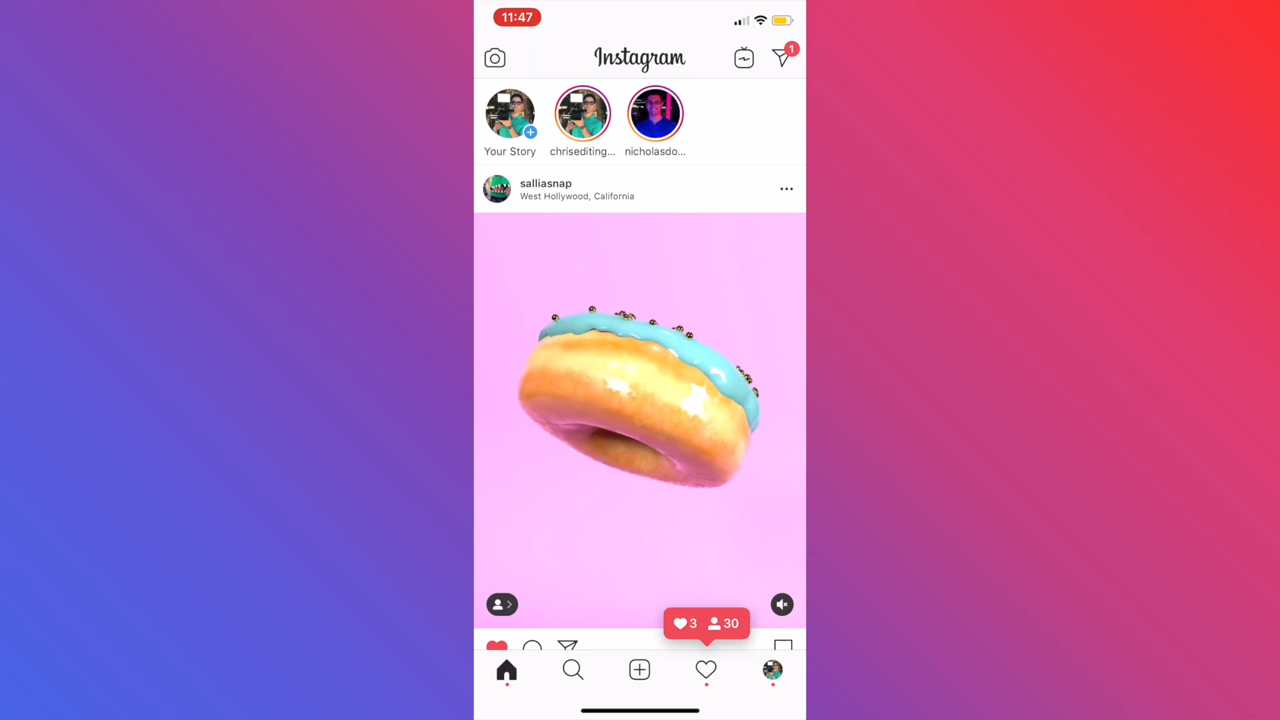 11:47
Instagram
1
Your Story
chrisediting...
nicholasdo...
salliasnap
West Hollywood, California
3 30